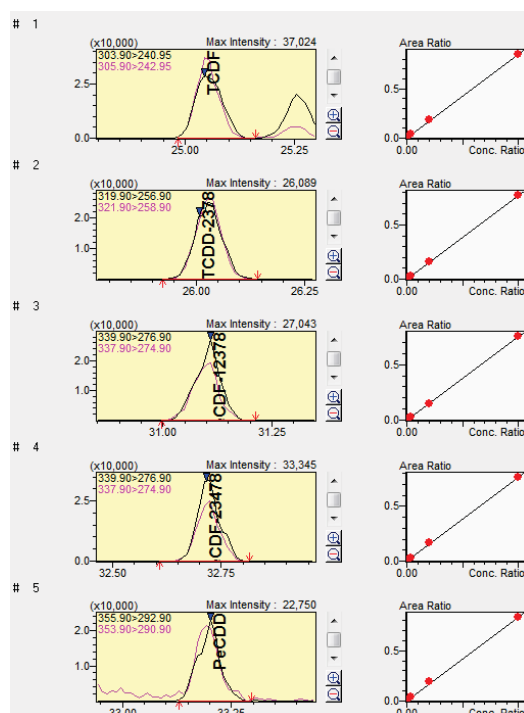 # 1
(x10,000) Max Intensity : 37,024
303.90>240.95
305.90>242.95
TCDF
2.5
0.0
25.00 25.25
Area Ratio
0.5
0.0
0.00 Conc. Ratio
# 2
(x10,000) Max Intensity : 26,089
319.90>256.90
321.90>258.90
TCDD-2378
2.0
1.0
26.00 26.25
Area Ratio
0.5
0.0
0.00 Conc. Ratio
# 3
(x10,000) Max Intensity : 27,043
339.90>276.90
337.90>274.90
CDF-12378
2.0
1.0
31.00 31.25
Area Ratio
0.5
0.0
0.00 Conc. Ratio
# 4
(x10,000) Max Intensity : 33,345
339.90>276.90
337.90>274.90
CDF-23478
2.5
0.0
32.50 32.75
Area Ratio
0.5
0.0
0.00 Conc. Ratio
# 5
(x10,000) Max Intensity : 22,750
355.90>292.90
353.90>290.90
PeCDD
2.0
1.0
Area Ratio
0.5
0.0
0.00 Conc. Ratio